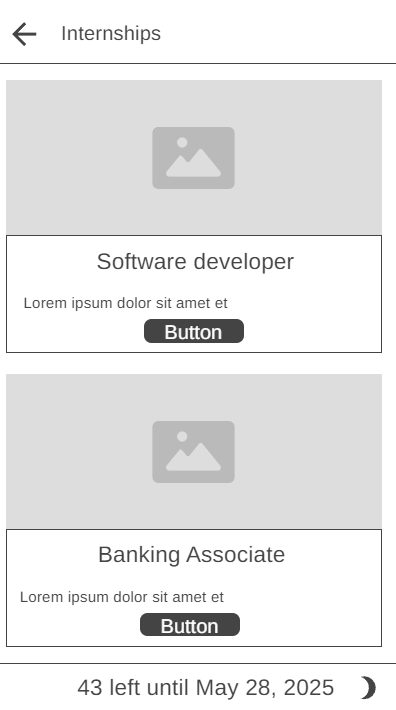 Internships
Software developer
Lorem ipsum dolor sit amet et
Button
Banking Associate
Lorem ipsum dolor sit amet et
Button
43 left until May 28, 2025